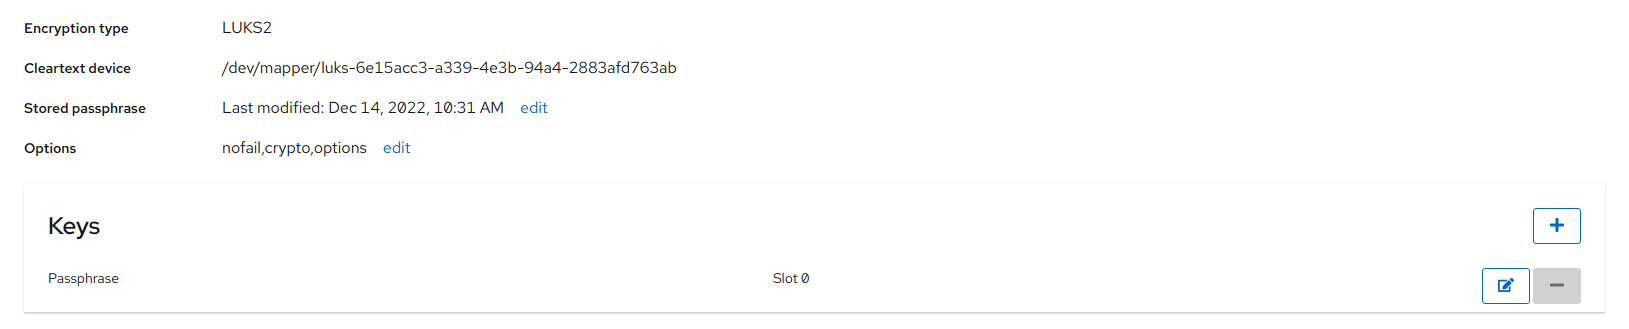 Encryption type LUKS2
Cleartext device /dev/mapper/luks-6e15acc3-a339-4e3b-94a4-2883afd763ab
Stored passphrase Last modified: Dec 14, 2022, 10:31 AM edit
Options nofail,crypto,options edit
Keys
Passphrase Slot 0